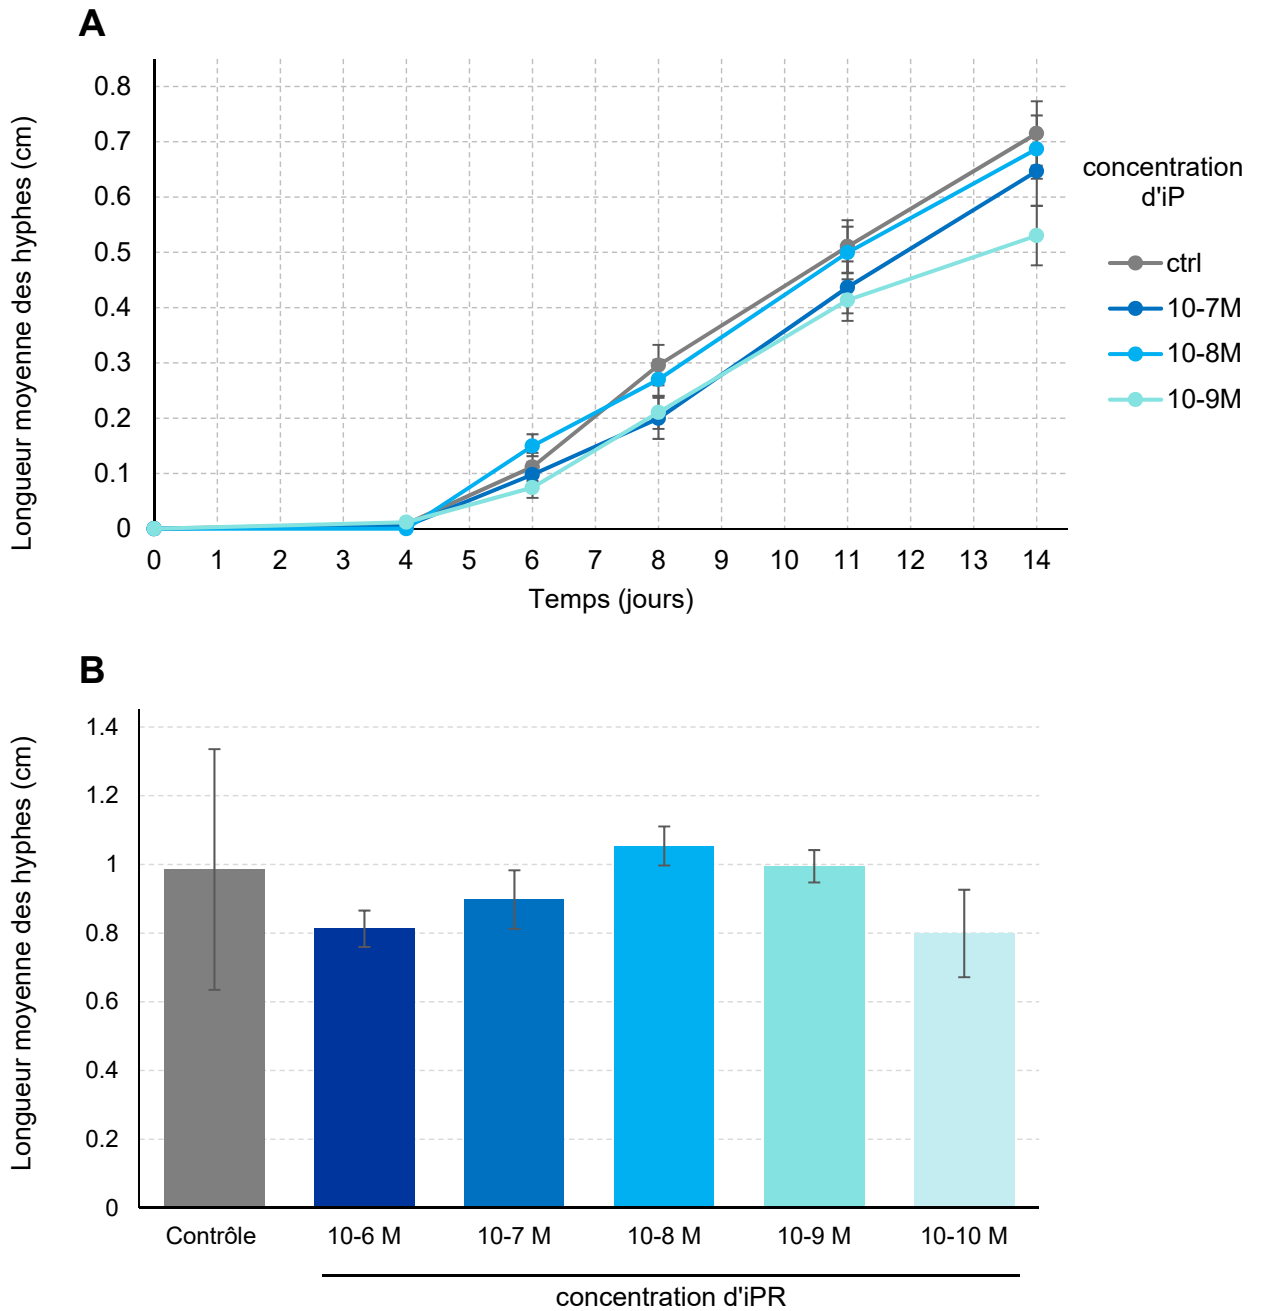 A
Longueur moyenne des hyphes (cm)
0.8
0.7
0.6
0.5
0.4
0.3
0.2
0.1
0
0 1 2 3 4 5 6 7 8 9 10 11 12 13 14
Temps (jours)
concentration
d'iP
ctrl
10-7M
10-8M
10-9M
B
Longueur moyenne des hyphes (cm)
1.4
1.2
1
0.8
0.6
0.4
0.2
0
Contrôle 10-6 M 10-7 M 10-8 M 10-9 M 10-10 M
concentration d'iPR